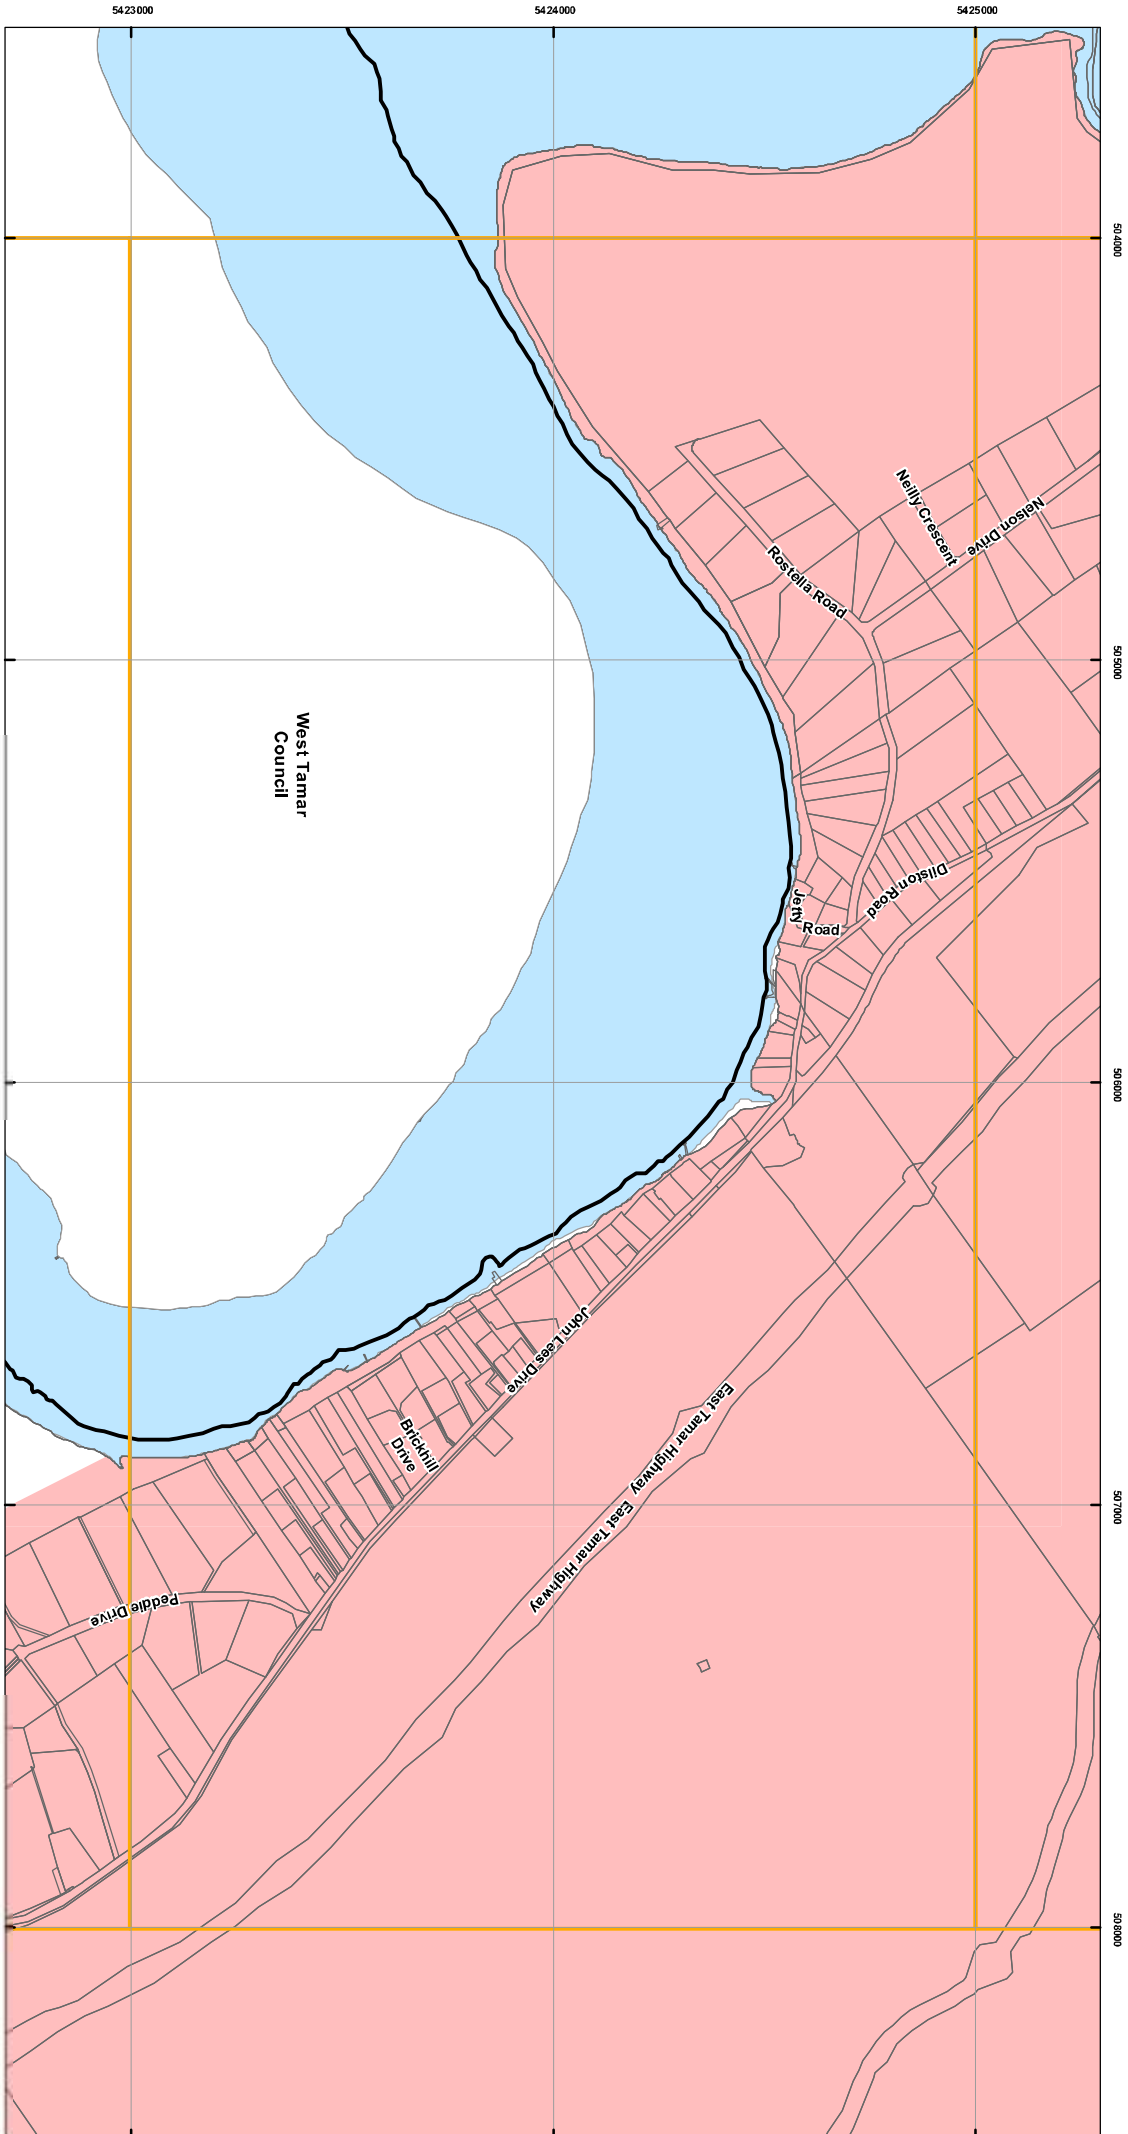 5423000
5424000
5425000
504000
505000
506000
507000
508000
Neilly Crescent
Nelson Drive
Rostella Road
West Tamar
Council
Dilston Road
Jetty
Road
John Lees Drive
Brickhill
Drive
East Tamar Highway
East Tamar Highway
Peddle Drive